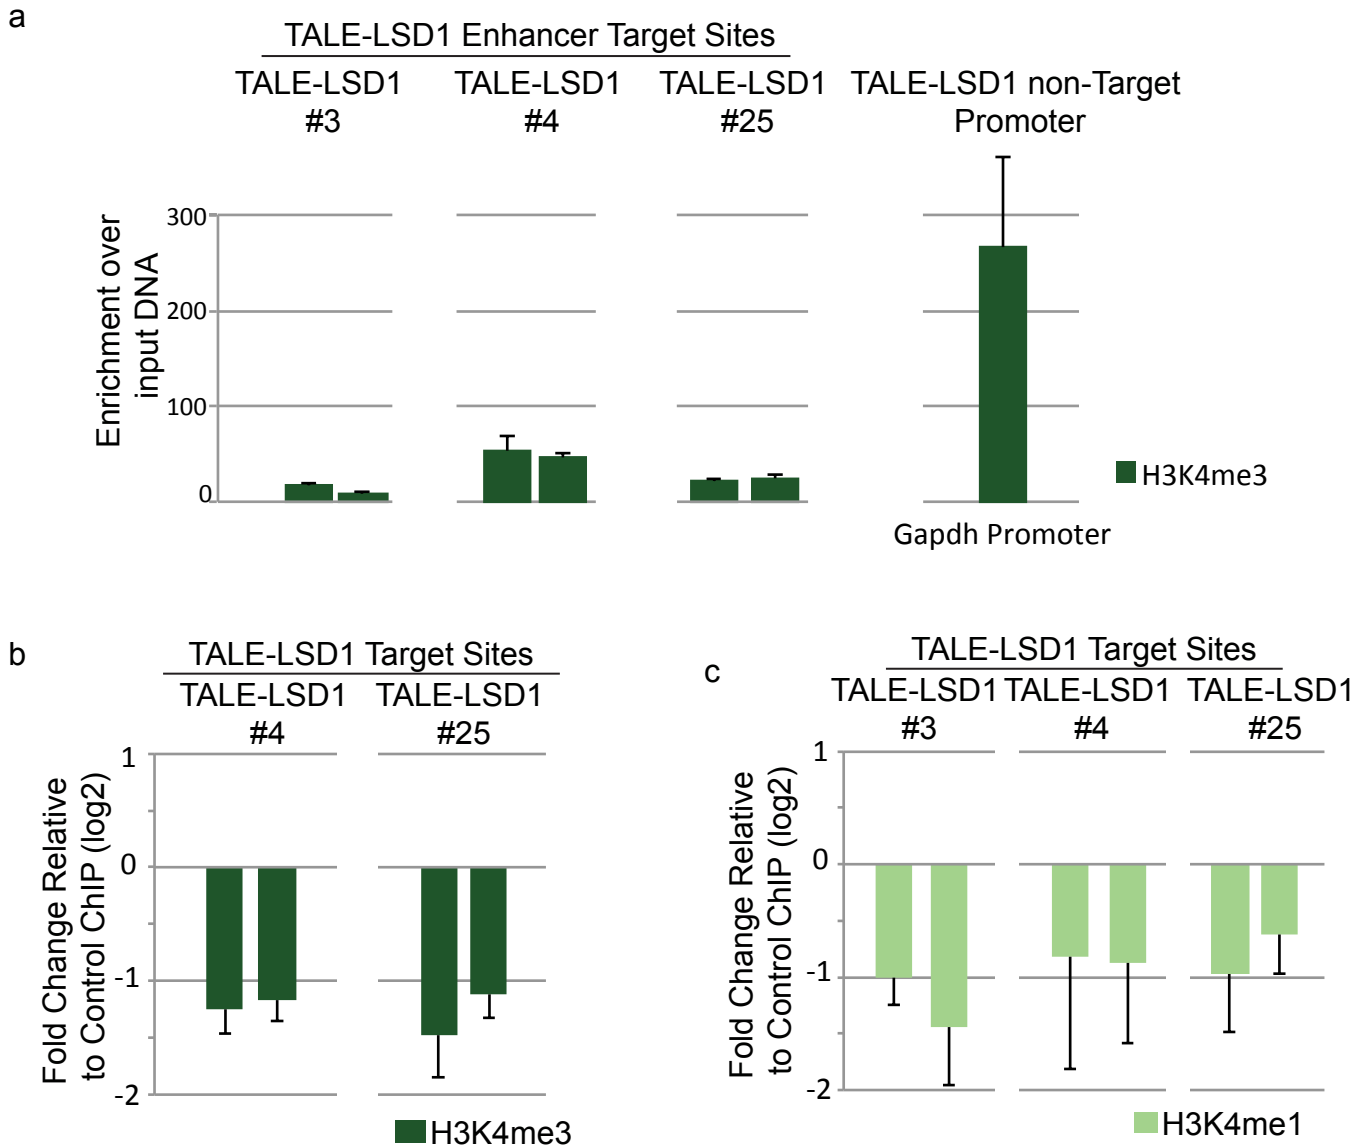 a
TALE-LSD1 Enhancer Target Sites
TALE-LSD1 #3
TALE-LSD1 #4
TALE-LSD1 #25
TALE-LSD1 non-Target Promoter
Enrichment over
input DNA
300
200
100
0
H3K4me3
Gapdh Promoter
b
TALE-LSD1 Target Sites
TALE-LSD1 #4
TALE-LSD1 #25
Fold Change Relative
to Control ChIP (log2)
1
0
-1
-2
H3K4me3
c
TALE-LSD1 Target Sites
TALE-LSD1 #3
TALE-LSD1 #4
TALE-LSD1 #25
Fold Change Relative
to Control ChIP (log2)
1
0
-1
-2
H3K4me1